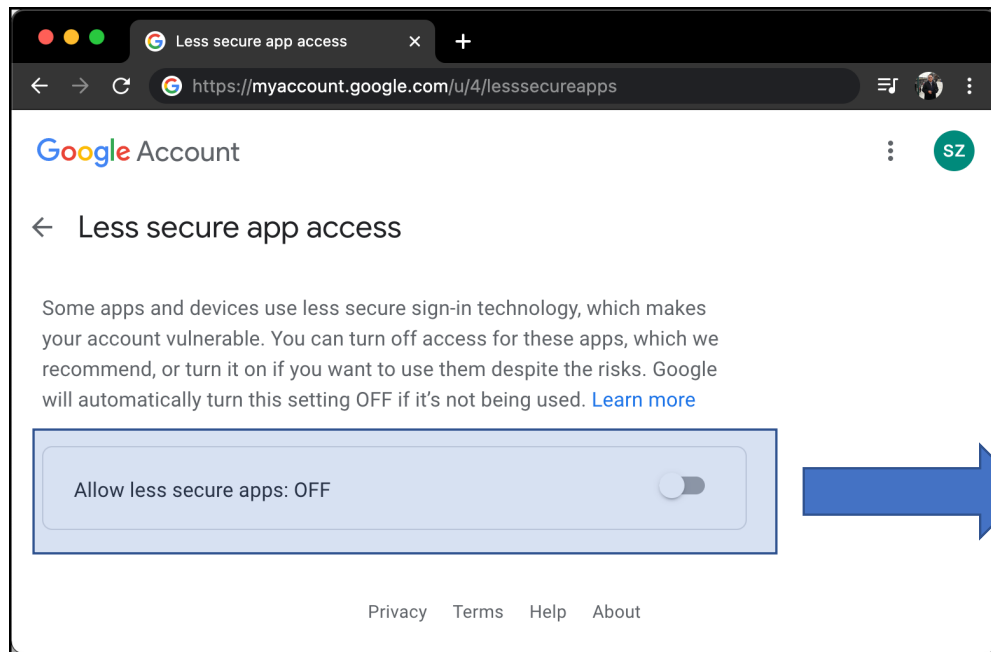 Less secure app access
https://myaccount.google.com/u/4/lesssecureapps
Google Account
SZ
Less secure app access
Some apps and devices use less secure sign-in technology, which makes
your account vulnerable. You can turn off access for these apps, which we
recommend, or turn it on if you want to use them despite the risks. Google
will automatically turn this setting OFF if it’s not being used. Learn more
Allow less secure apps: OFF
Privacy Terms Help About